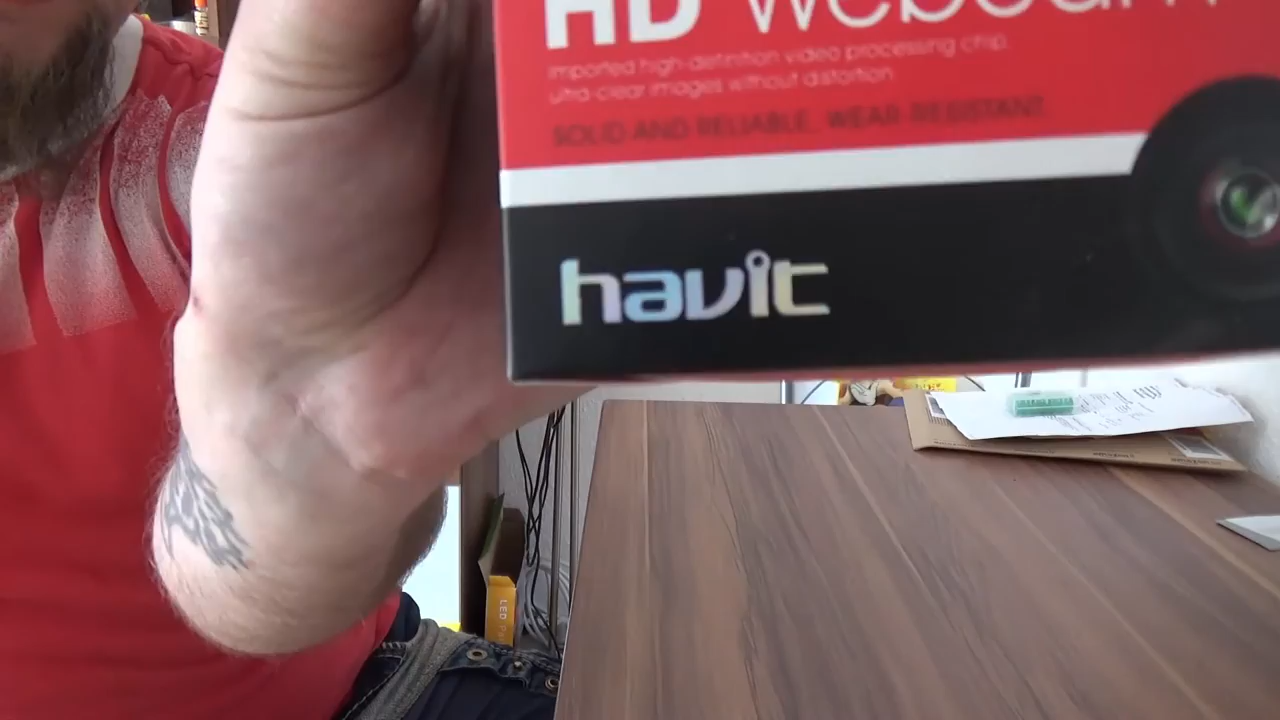 HD webcam
Imported high-definition video processing chip,
ultra-clear images without distortion
SOLID AND RELIABLE, WEAR-RESISTANT
havit
LED